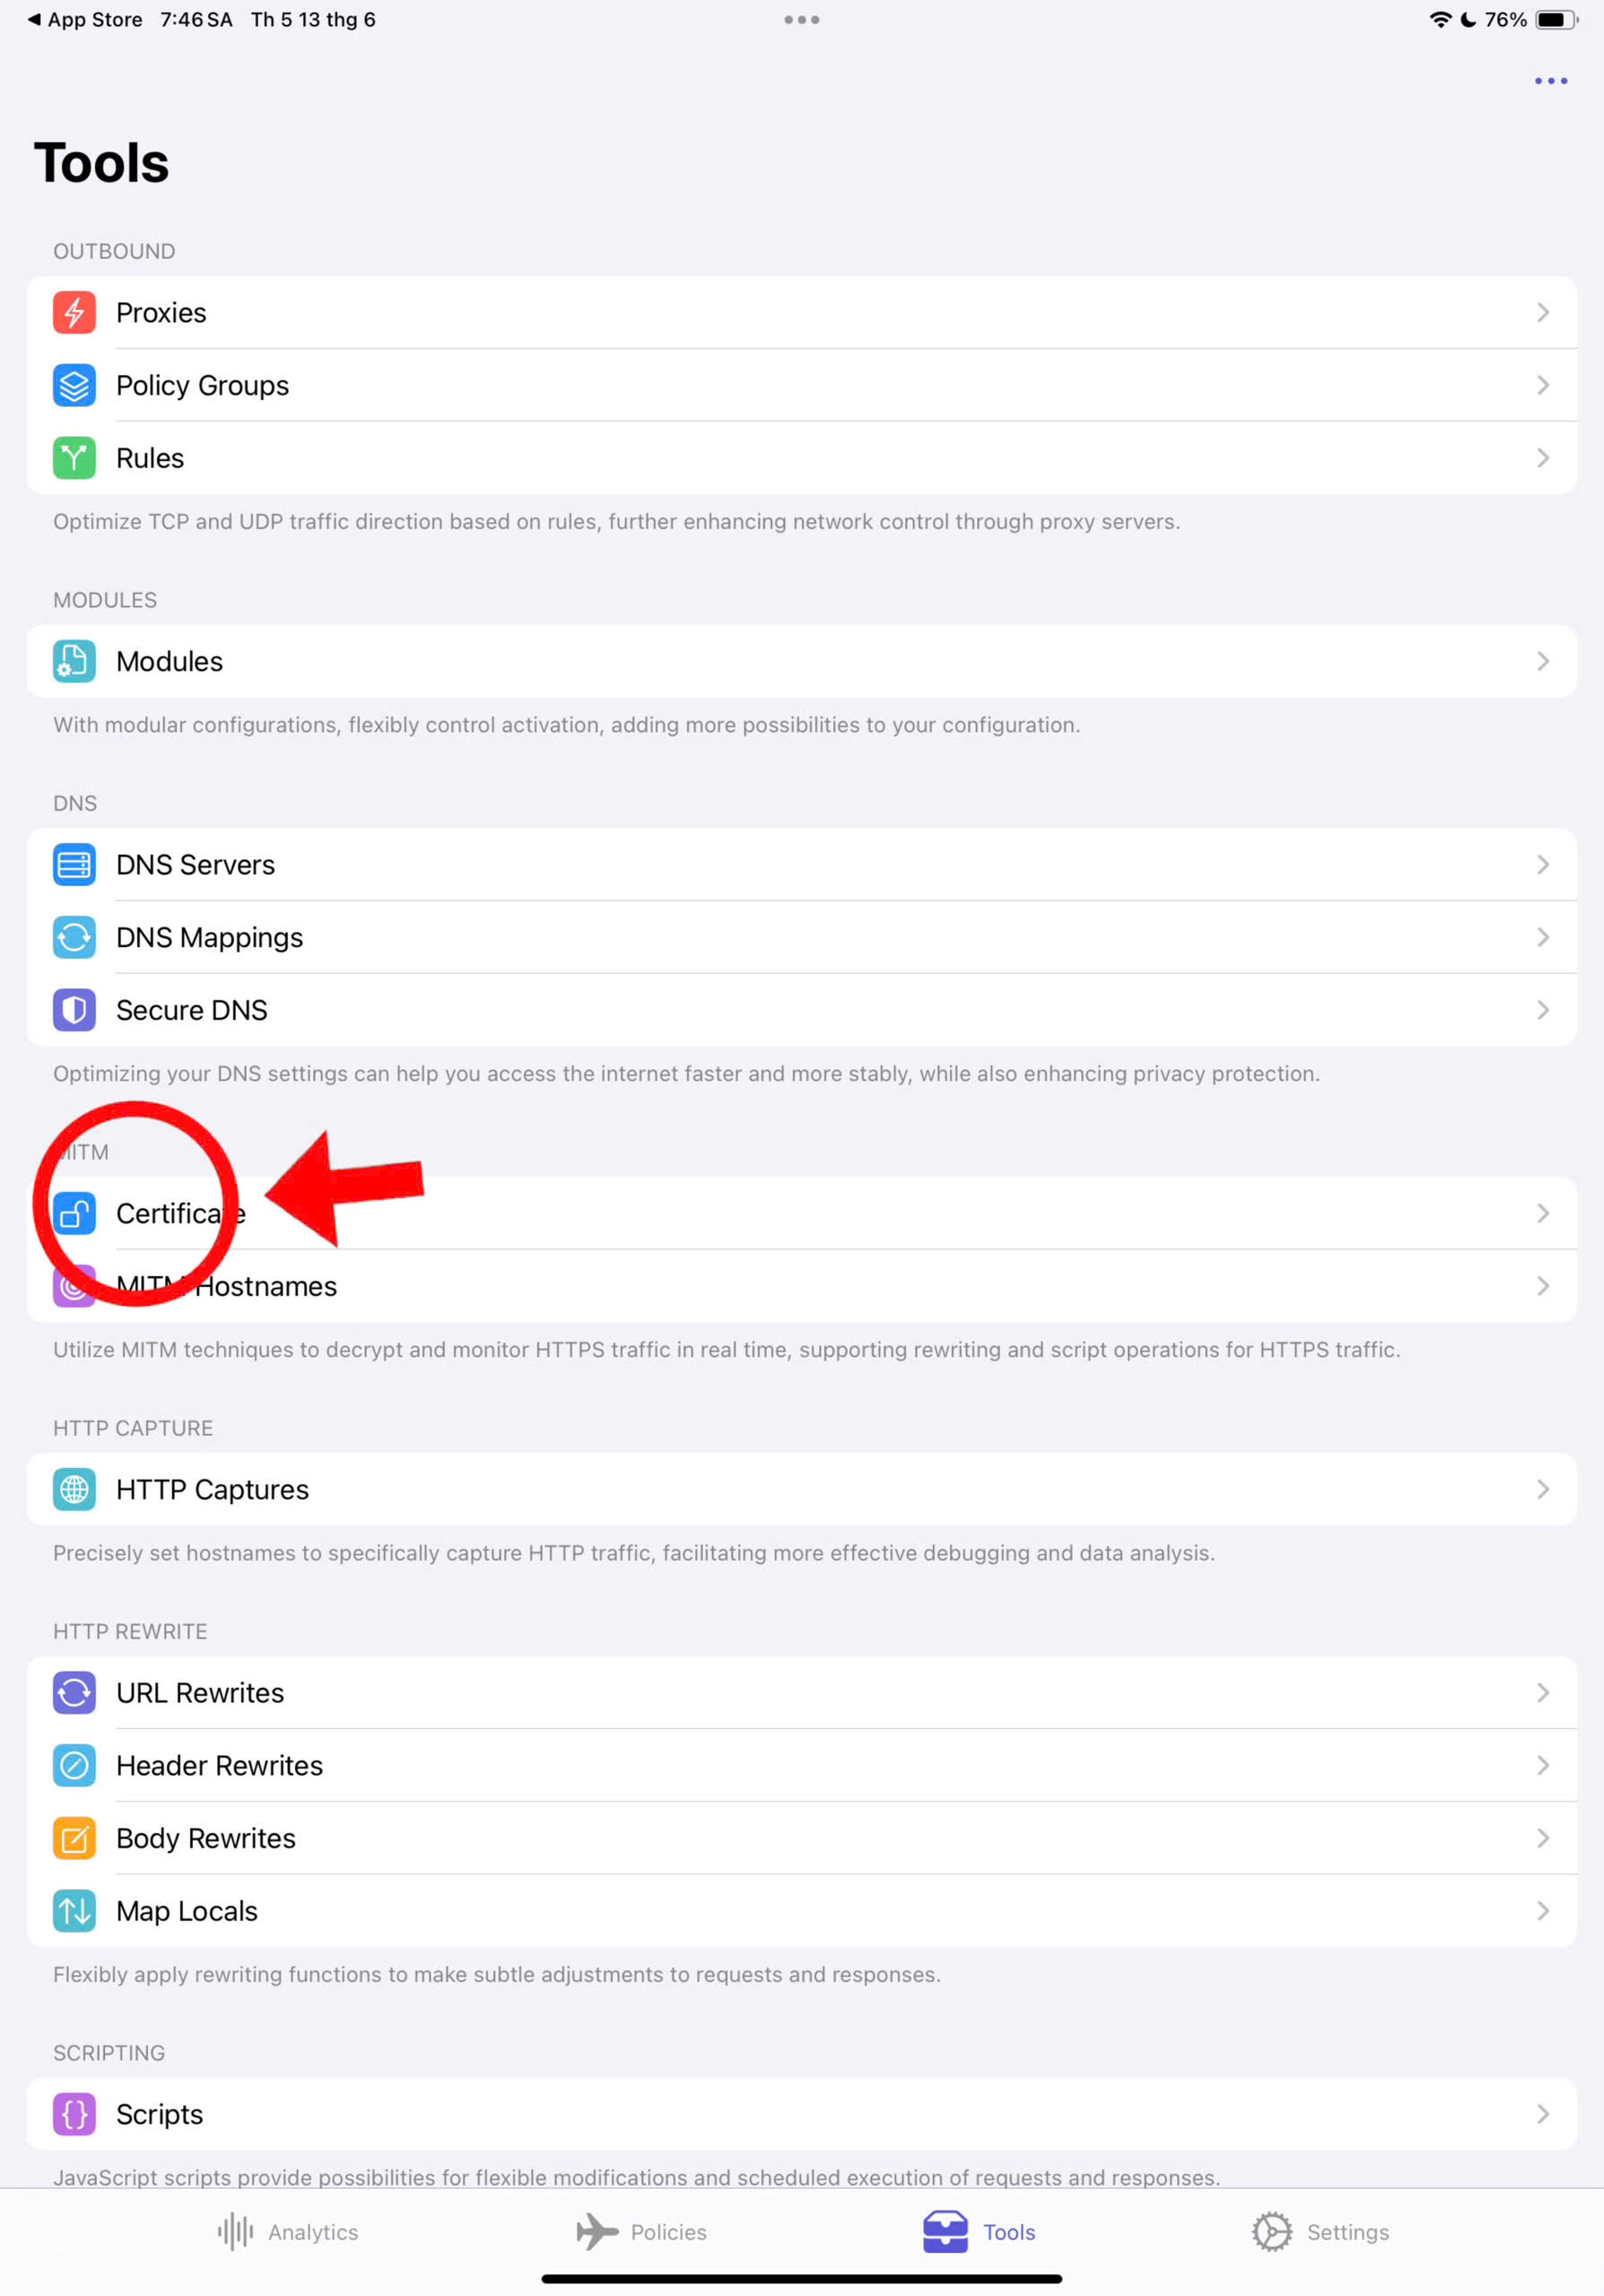 App Store 7:46 SA Th 5 13 thg 6
76%
Tools
OUTBOUND
Proxies
Policy Groups
Rules
Optimize TCP and UDP traffic direction based on rules, further enhancing network control through proxy servers.
MODULES
Modules
With modular configurations, flexibly control activation, adding more possibilities to your configuration.
DNS
DNS Servers
DNS Mappings
Secure DNS
Optimizing your DNS settings can help you access the internet faster and more stably, while also enhancing privacy protection.
MITM
Certificate
MITM Hostnames
Utilize MITM techniques to decrypt and monitor HTTPS traffic in real time, supporting rewriting and script operations for HTTPS traffic.
HTTP CAPTURE
HTTP Captures
Precisely set hostnames to specifically capture HTTP traffic, facilitating more effective debugging and data analysis.
HTTP REWRITE
URL Rewrites
Header Rewrites
Body Rewrites
Map Locals
Flexibly apply rewriting functions to make subtle adjustments to requests and responses.
SCRIPTING
Scripts
JavaScript scripts provide possibilities for flexible modifications and scheduled execution of requests and responses.
Analytics Policies Tools Settings